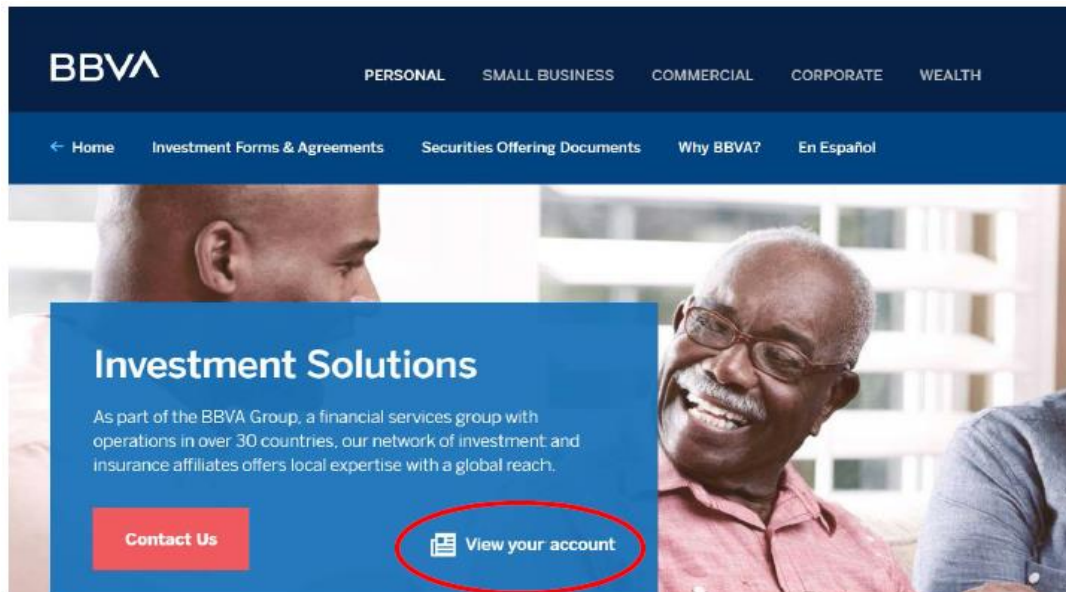 BBVA
PERSONAL SMALL BUSINESS COMMERCIAL CORPORATE WEALTH
← Home Investment Forms & Agreements Securities Offering Documents Why BBVA? En Español
Investment Solutions
As part of the BBVA Group, a financial services group with
operations in over 30 countries, our network of investment and
insurance affiliates offers local expertise with a global reach.
Contact Us View your account